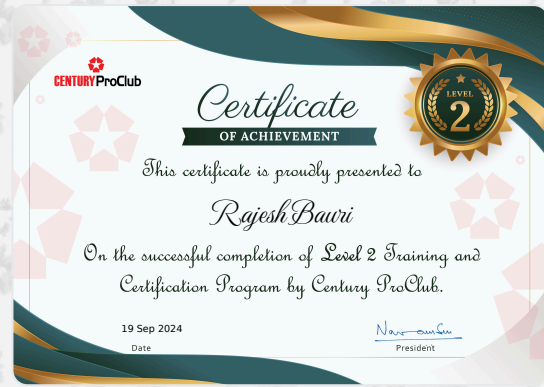 CENTURY ProClub
Certificate
OF ACHIEVEMENT
LEVEL
2
This certificate is proudly presented to
Rajesh Bauri
On the successful completion of Level 2 Training and
Certification Program by Century ProClub.
19 Sep 2024
Date
President